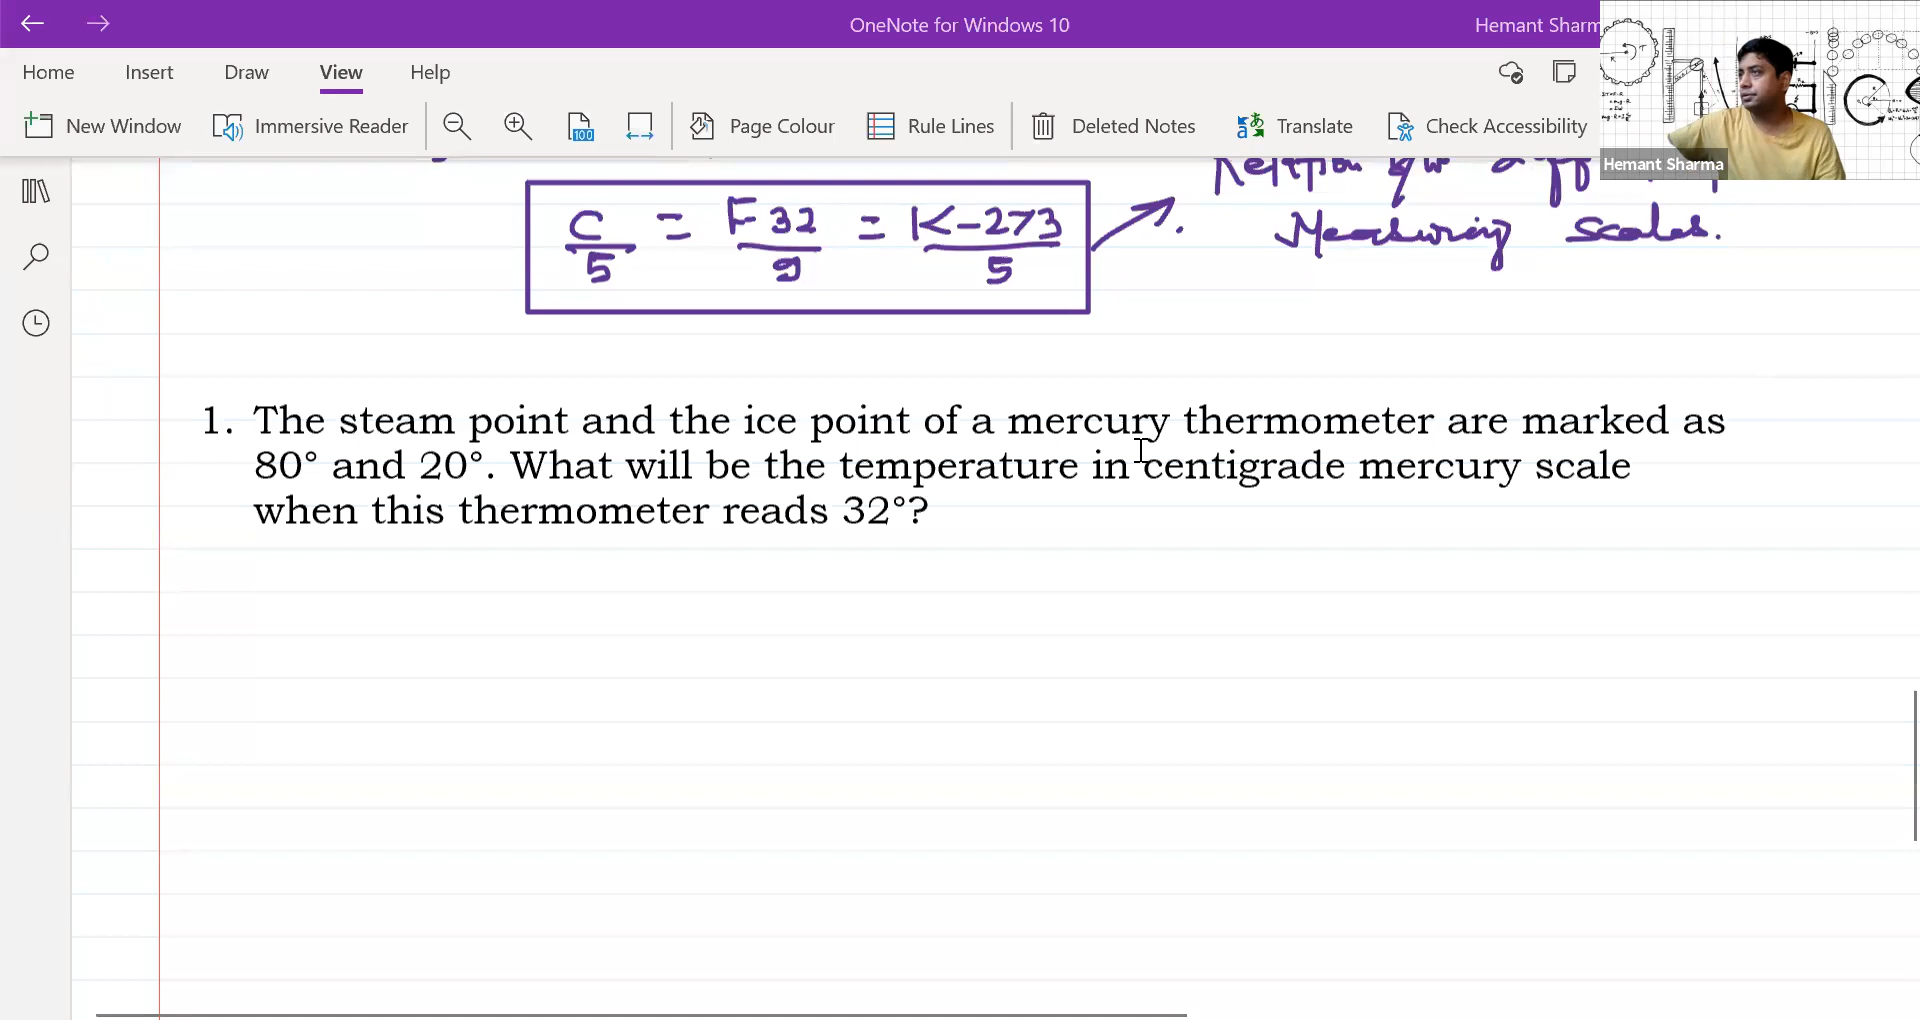 OneNote for Windows 10
Hemant Sharm
Home Insert Draw View Help
New Window Immersive Reader 100 Page Colour Rule Lines Deleted Notes Translate Check Accessibility
Hemant Sharma
Relation b/w diff
Measuring scales.
C/5 = F 32/9 = K-273/5
1. The steam point and the ice point of a mercury thermometer are marked as
80° and 20°. What will be the temperature in centigrade mercury scale
when this thermometer reads 32°?